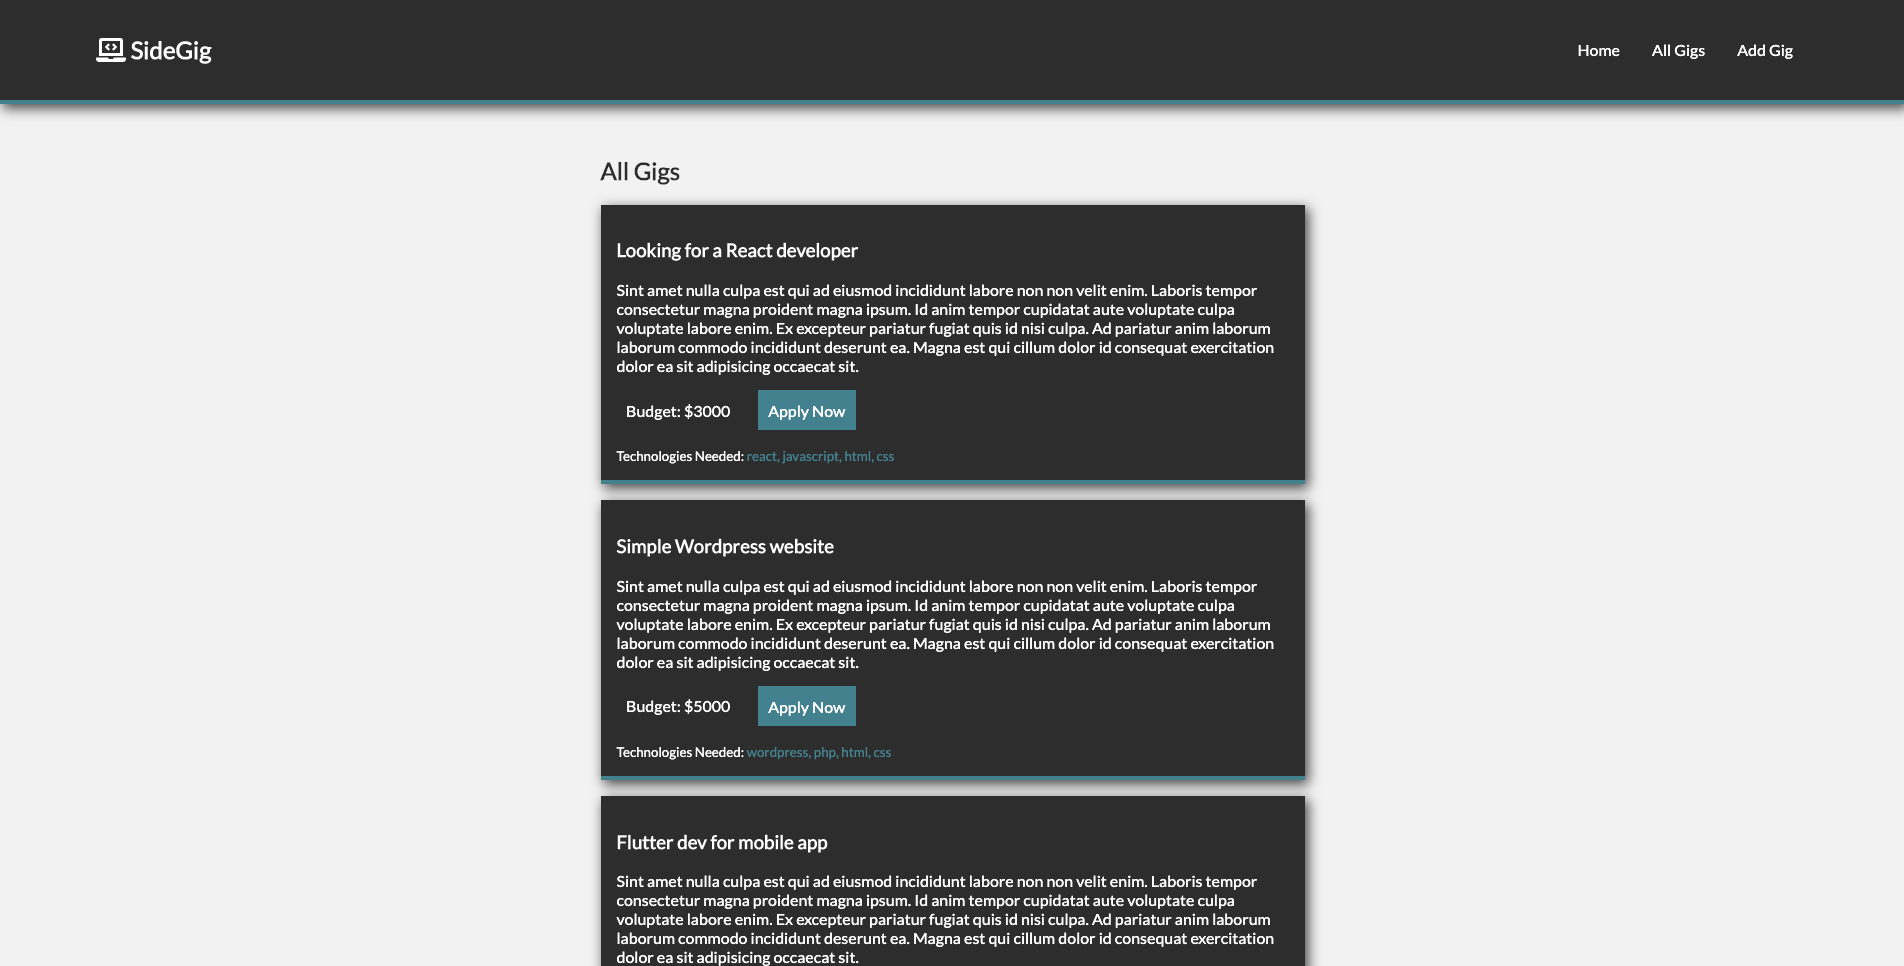 SideGig
Home
All Gigs
Add Gig
All Gigs
Looking for a React developer
Sint amet nulla culpa est qui ad eiusmod incididunt labore non non velit enim. Laboris tempor
consectetur magna proident magna ipsum. Id anim tempor cupidatat aute voluptate culpa
voluptate labore enim. Ex excepteur pariatur fugiat quis id nisi culpa. Ad pariatur anim laborum
laborum commodo incididunt deserunt ea. Magna est qui cillum dolor id consequat exercitation
dolor ea sit adipisicing occaecat sit.
Budget: $3000
Apply Now
Technologies Needed: react, javascript, html, css
Simple Wordpress website
Sint amet nulla culpa est qui ad eiusmod incididunt labore non non velit enim. Laboris tempor
consectetur magna proident magna ipsum. Id anim tempor cupidatat aute voluptate culpa
voluptate labore enim. Ex excepteur pariatur fugiat quis id nisi culpa. Ad pariatur anim laborum
laborum commodo incididunt deserunt ea. Magna est qui cillum dolor id consequat exercitation
dolor ea sit adipisicing occaecat sit.
Budget: $5000
Apply Now
Technologies Needed: wordpress, php, html, css
Flutter dev for mobile app
Sint amet nulla culpa est qui ad eiusmod incididunt labore non non velit enim. Laboris tempor
consectetur magna proident magna ipsum. Id anim tempor cupidatat aute voluptate culpa
voluptate labore enim. Ex excepteur pariatur fugiat quis id nisi culpa. Ad pariatur anim laborum
laborum commodo incididunt deserunt ea. Magna est qui cillum dolor id consequat exercitation
dolor ea sit adipisicing occaecat sit.